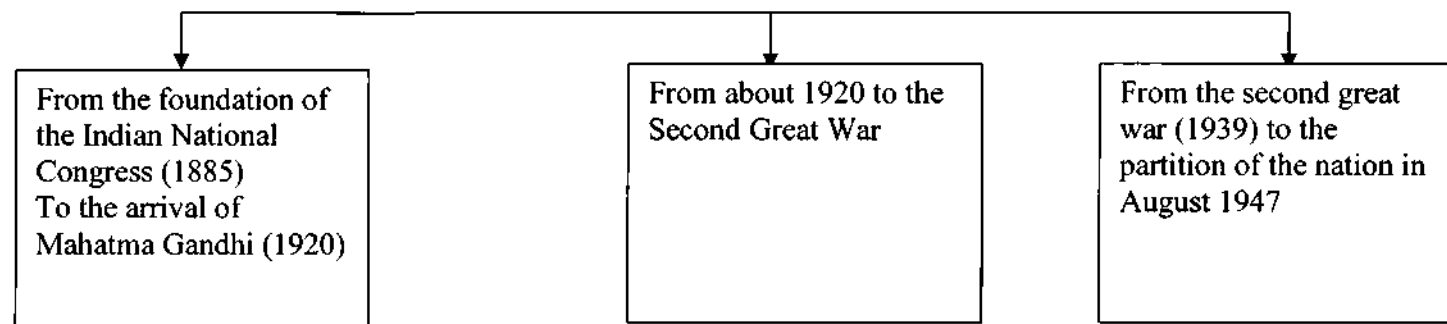 From the foundation of
the Indian National
Congress (1885)
To the arrival of
Mahatma Gandhi (1920)
From about 1920 to the
Second Great War
From the second great
war (1939) to the
partition of the nation in
August 1947